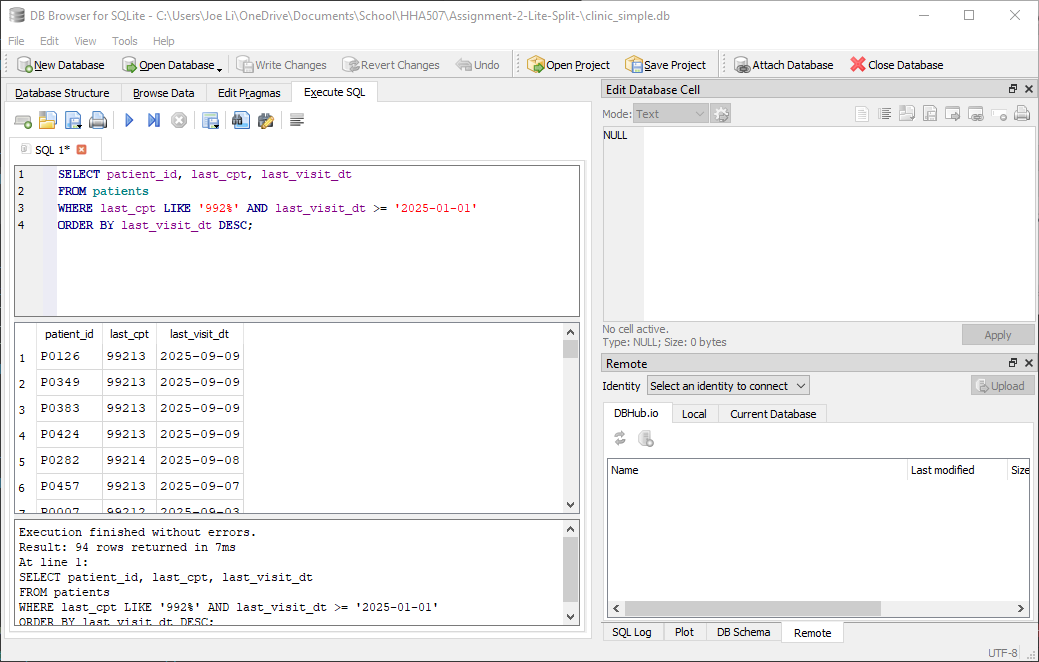 DB Browser for SQLite - C:\Users\Joe Li\OneDrive\Documents\School\HHA507\Assignment-2-Lite-Split-\clinic_simple.db
File Edit View Tools Help
New Database Open Database Write Changes Revert Changes Undo Open Project Save Project Attach Database Close Database
Database Structure Browse Data Edit Pragmas Execute SQL
SQL 1*
1 SELECT patient_id, last_cpt, last_visit_dt
2 FROM patients
3 WHERE last_cpt LIKE '992%' AND last_visit_dt >= '2025-01-01'
4 ORDER BY last_visit_dt DESC;
patient_id last_cpt last_visit_dt
1 P0126 99213 2025-09-09
2 P0349 99213 2025-09-09
3 P0383 99213 2025-09-09
4 P0424 99213 2025-09-09
5 P0282 99214 2025-09-08
6 P0457 99213 2025-09-07
7 P0007 99212 2025-09-03
Execution finished without errors.
Result: 94 rows returned in 7ms
At line 1:
SELECT patient_id, last_cpt, last_visit_dt
FROM patients
WHERE last_cpt LIKE '992%' AND last_visit_dt >= '2025-01-01'
ORDER BY last_visit_dt DESC;
Edit Database Cell
Mode: Text
NULL
No cell active.
Type: NULL; Size: 0 bytes
Apply
Remote
Identity Select an identity to connect Upload
DBHub.io Local Current Database
Name Last modified Size
SQL Log Plot DB Schema Remote
UTF-8